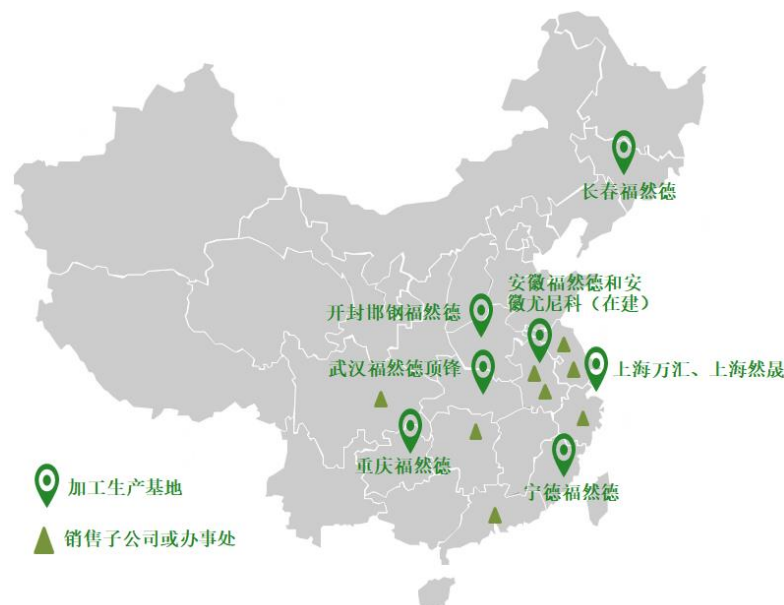 长春福然德
安徽福然德和安
徽尤尼科（在建）
开封邯钢福然德
武汉福然德顶锋
上海万汇、上海然晟
重庆福然德
宁德福然德
加工生产基地
销售子公司或办事处